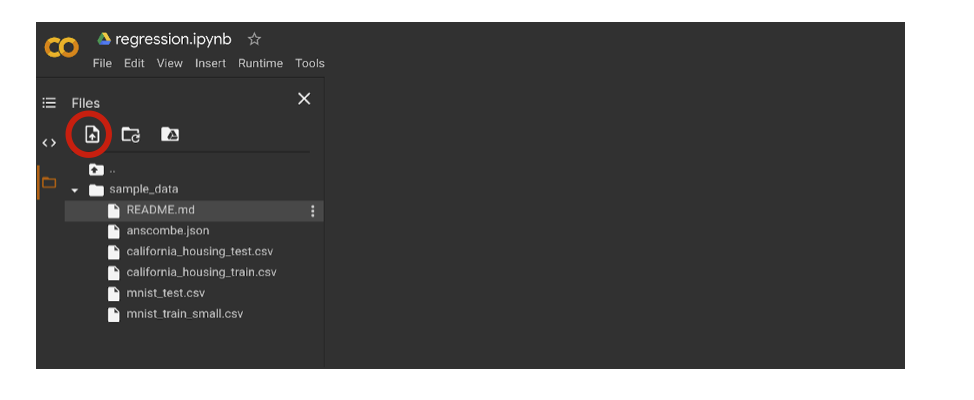 regression.ipynb
File Edit View Insert Runtime Tools
Files
..
sample_data
README.md
anscombe.json
california_housing_test.csv
california_housing_train.csv
mnist_test.csv
mnist_train_small.csv